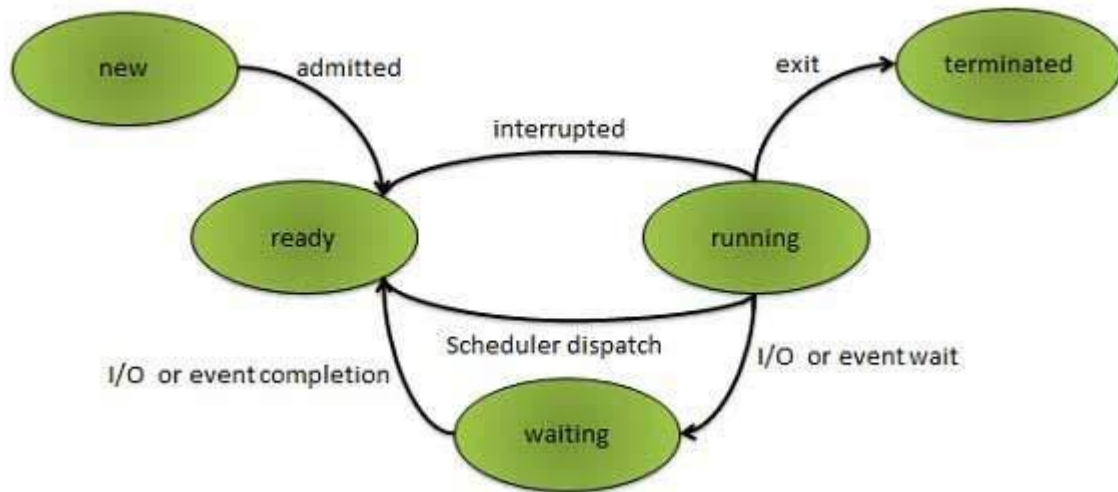 new
admitted
exit
terminated
interrupted
ready
running
Scheduler dispatch
I/O or event completion
I/O or event wait
waiting